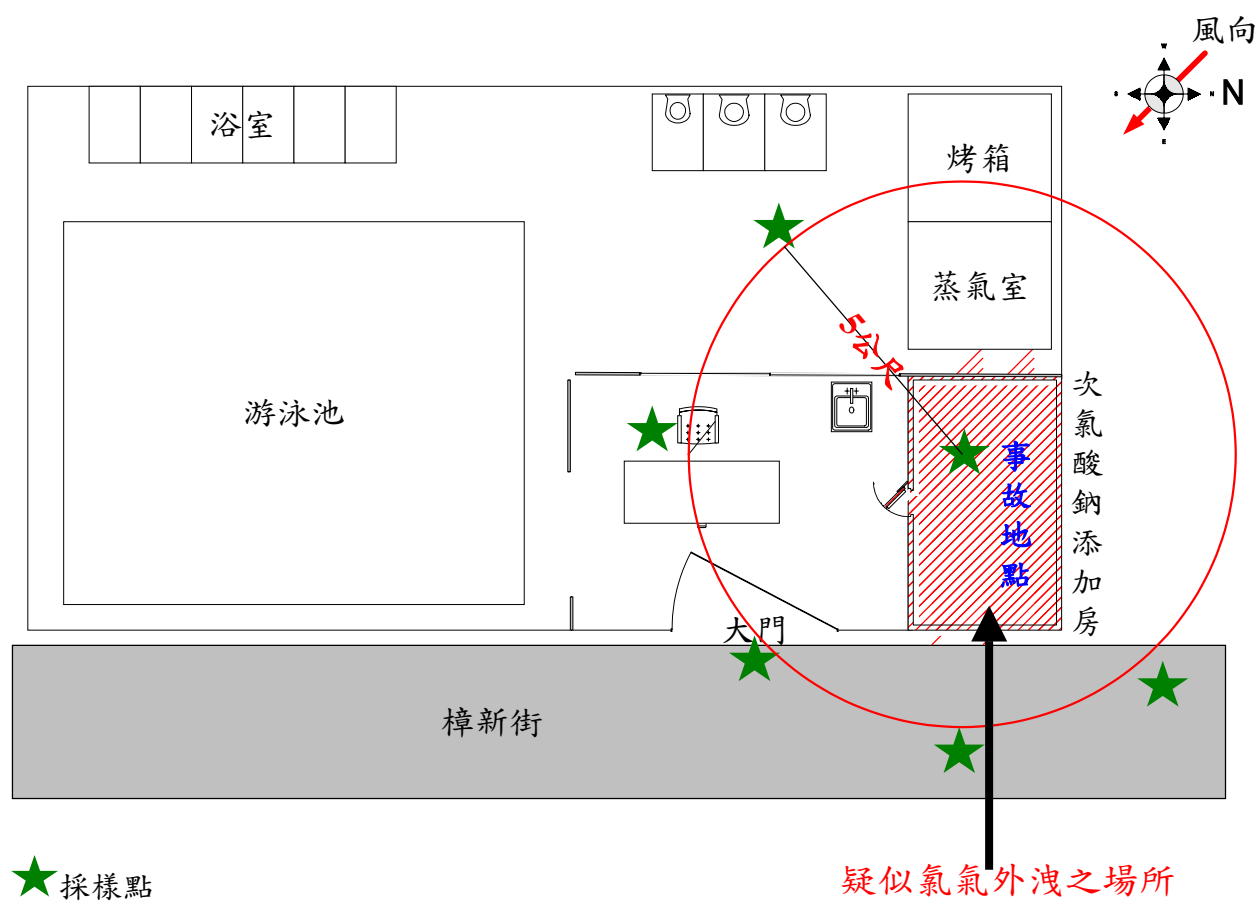 風向
N
浴室
烤箱
蒸氣室
5公尺
游泳池
次氯酸鈉添加房
事故地點
大門
樟新街
採樣點
疑似氯氣外洩之場所